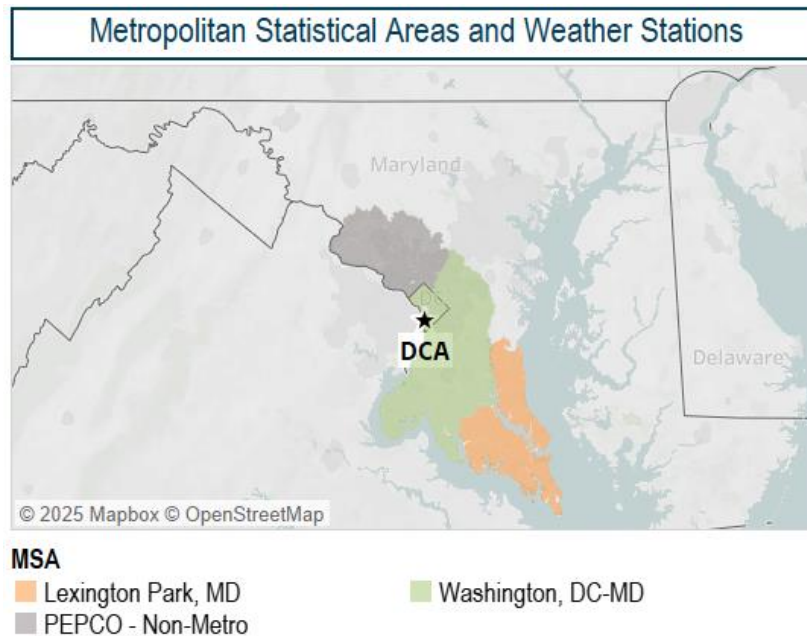 Metropolitan Statistical Areas and Weather Stations
Maryland
DC
DCA
Delaware
© 2025 Mapbox © OpenStreetMap
MSA
Lexington Park, MD
Washington, DC-MD
PEPCO - Non-Metro